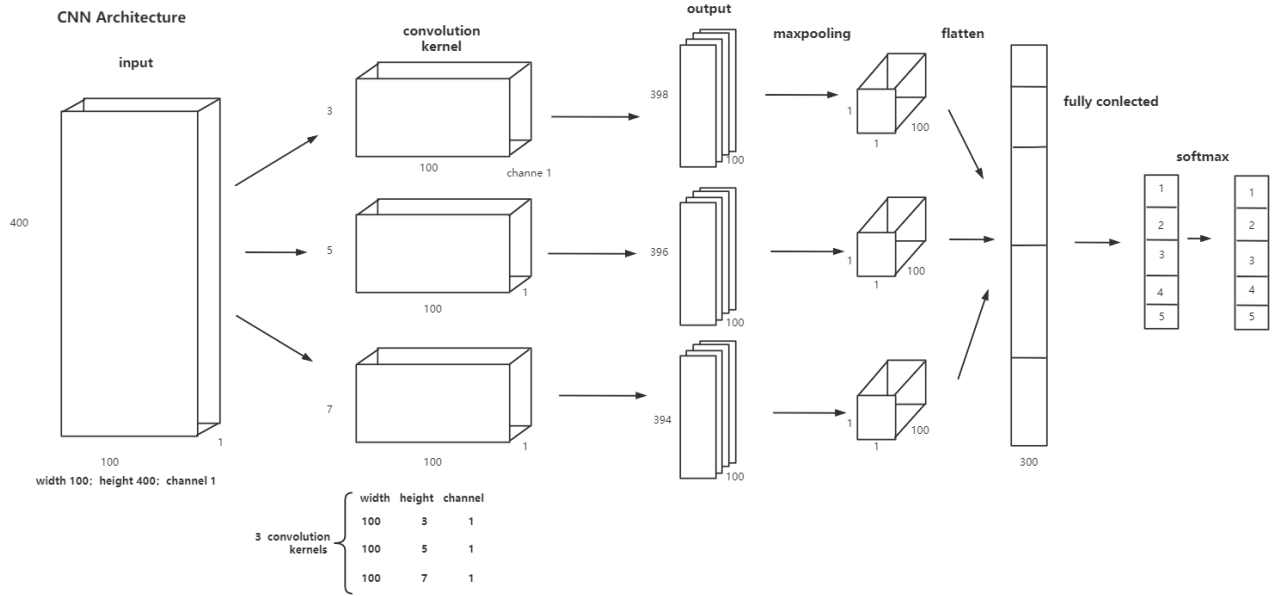 CNN Architecture
input
400
100
1
width 100; height 400; channel 1
convolution
kernel
3
100
channe 1
5
100
1
7
100
1
3 convolution
kernels
width height channel
100 3 1
100 5 1
100 7 1
output
398
100
396
100
394
100
maxpooling
1
1
100
1
1
100
1
1
100
flatten
300
fully conlected
softmax
1
2
3
4
5
1
2
3
4
5